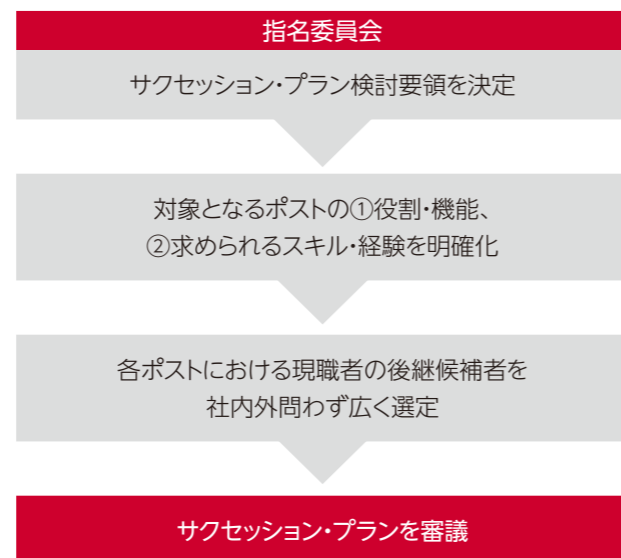 指名委員会
サクセッション・プラン検討要領を決定
対象となるポストの①役割・機能、
②求められるスキル・経験を明確化
各ポストにおける現職者の後継候補者を
社内外問わず広く選定
サクセッション・プランを審議